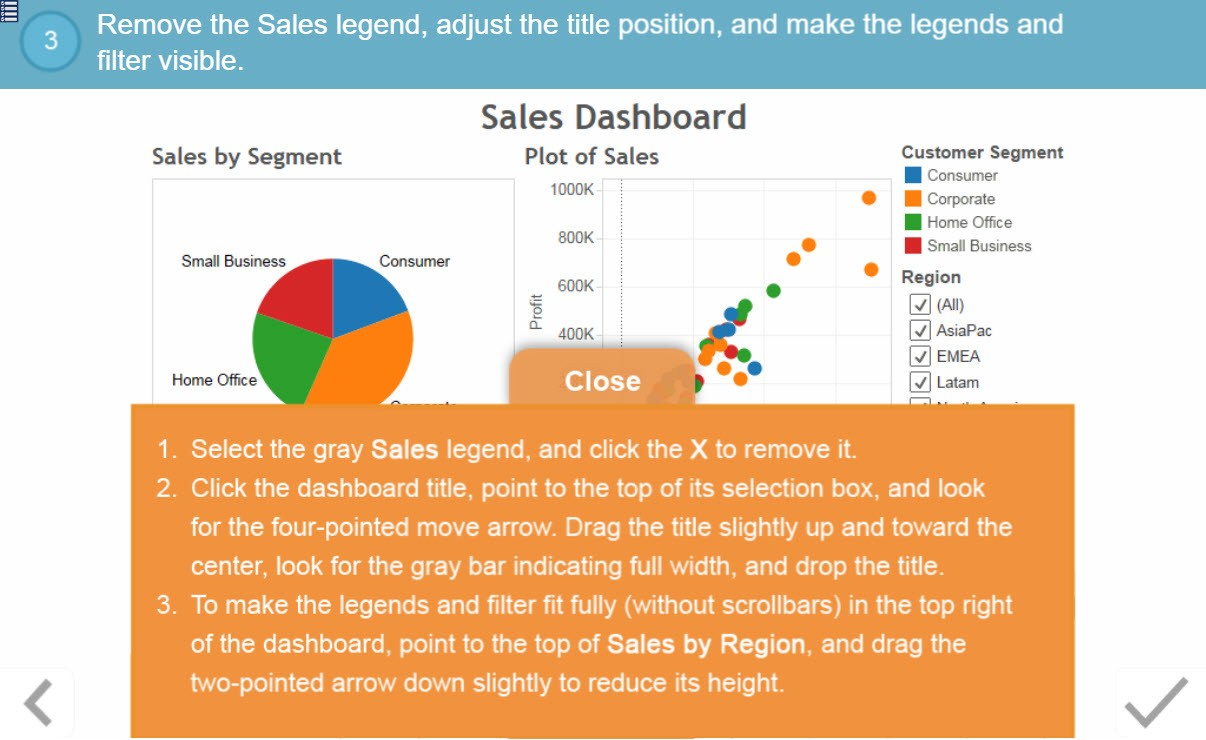 3
Remove the Sales legend, adjust the title position, and make the legends and
filter visible.
Sales Dashboard
Sales by Segment
Plot of Sales
Customer Segment
Consumer
Corporate
Home Office
Small Business
Region
(All)
AsiaPac
EMEA
Latam
Small Business
Consumer
Home Office
1000K
800K
600K
400K
Profit
Close
1. Select the gray Sales legend, and click the X to remove it.
2. Click the dashboard title, point to the top of its selection box, and look
for the four-pointed move arrow. Drag the title slightly up and toward the
center, look for the gray bar indicating full width, and drop the title.
3. To make the legends and filter fit fully (without scrollbars) in the top right
of the dashboard, point to the top of Sales by Region, and drag the
two-pointed arrow down slightly to reduce its height.